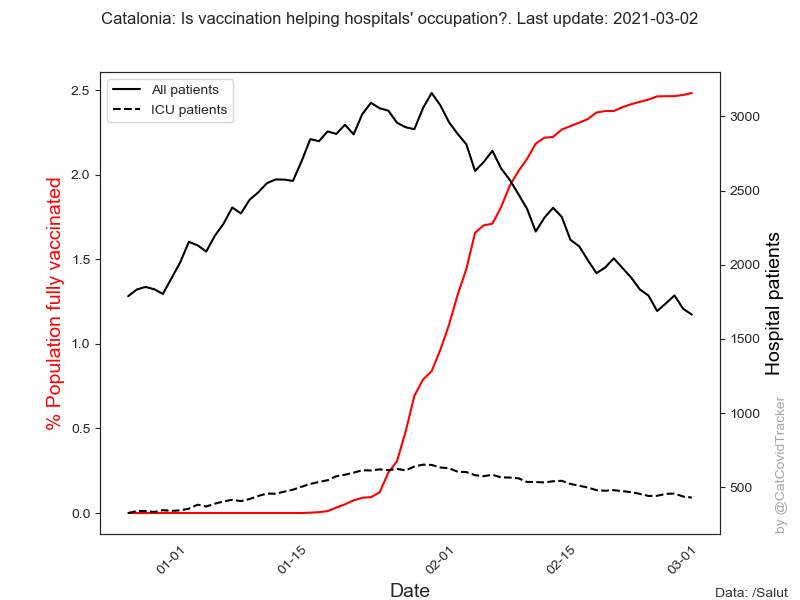 Catalonia: Is vaccination helping hospitals' occupation?. Last update: 2021-03-02
All patients
ICU patients
% Population fully vaccinated
2.5
2.0
1.5
1.0
0.5
0.0
3000
2500
2000
1500
1000
500
Hospital patients
by @CatCovidTracker
01-01
01-15
02-01
02-15
03-01
Date
Data: /Salut